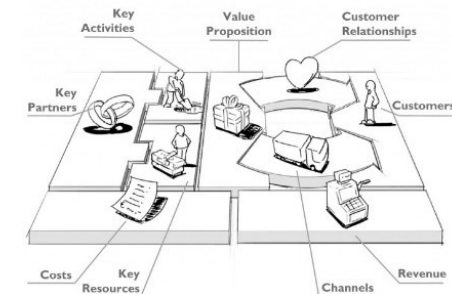 Key
Activities
Value
Proposition
Customer
Relationships
Key
Partners
Customers
Costs
Key
Resources
Channels
Revenue